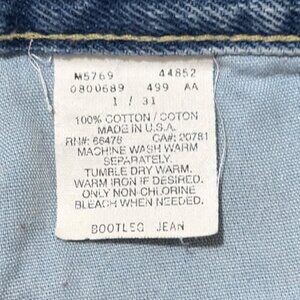 M5769 44852
0800689 499 AA
1 / 31
100% COTTON / COTON
MADE IN U.S.A.
RN#: 66476 CA#: 20781
MACHINE WASH WARM
SEPARATELY.
TUMBLE DRY WARM.
WARM IRON IF DESIRED.
ONLY NON-CHLORINE
BLEACH WHEN NEEDED.
BOOTLEG JEAN